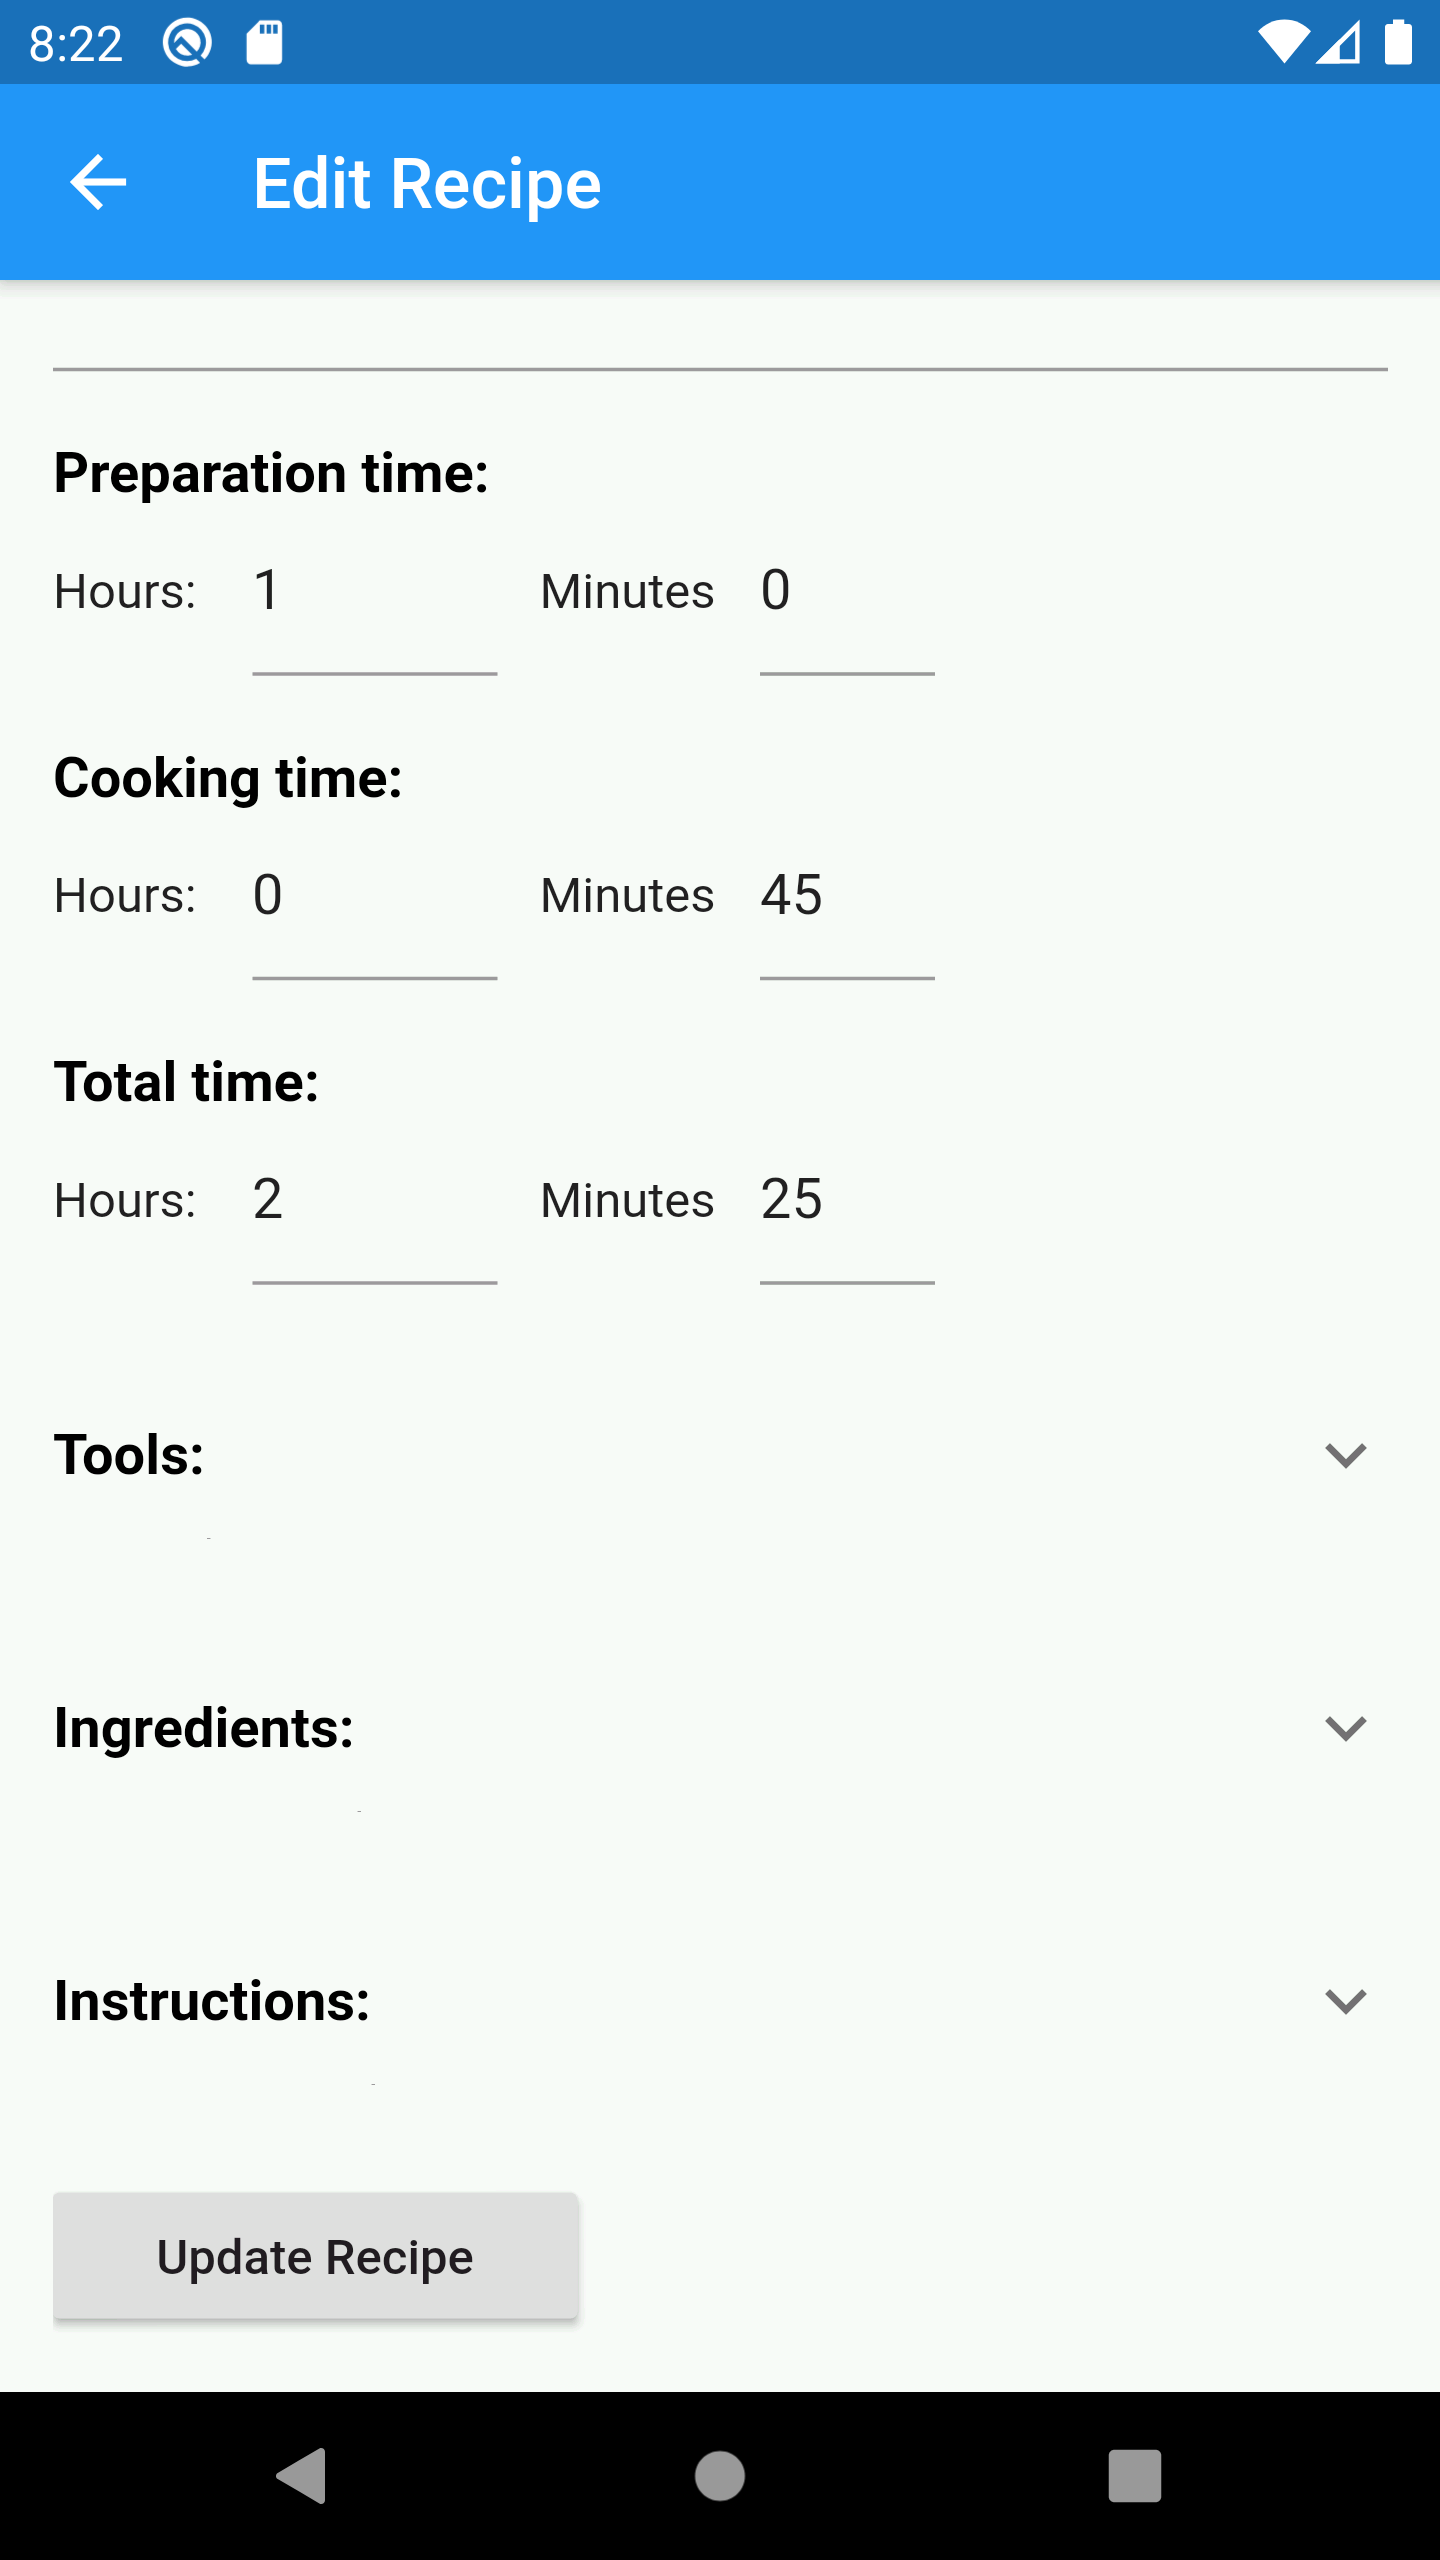 8:22
Edit Recipe
Preparation time:
Hours: 1 Minutes 0
Cooking time:
Hours: 0 Minutes 45
Total time:
Hours: 2 Minutes 25
Tools:
Ingredients:
Instructions:
Update Recipe